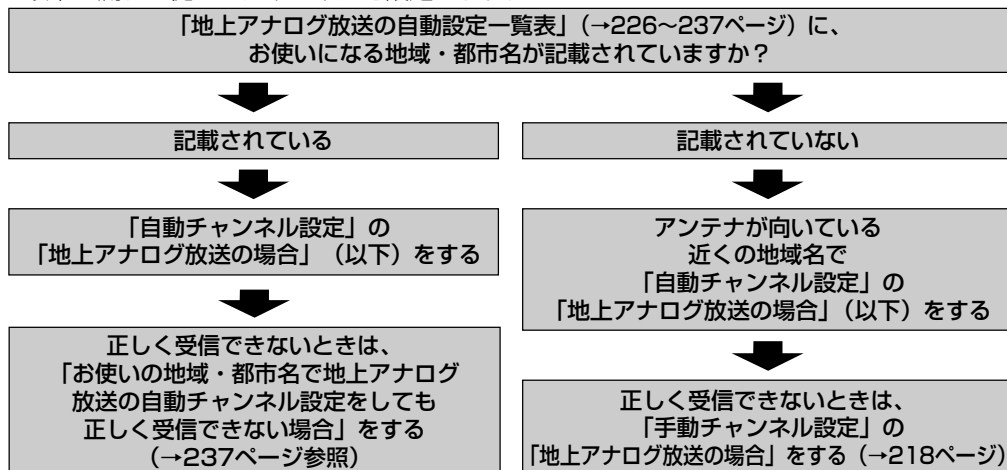 「地上アナログ放送の自動設定一覧表」(→226～237ページ) に、
お使いになる地域・都市名が記載されていますか?
記載されている
記載されていない
「自動チャンネル設定」の
「地上アナログ放送の場合」(以下) をする
アンテナが向いている
近くの地域名で
「自動チャンネル設定」の
「地上アナログ放送の場合」(以下) をする
正しく受信できないときは、
「お使いの地域・都市名で地上アナログ
放送の自動チャンネル設定をしても
正しく受信できない場合」をする
(→237ページ参照)
正しく受信できないときは、
「手動チャンネル設定」の
「地上アナログ放送の場合」をする (→218ページ)